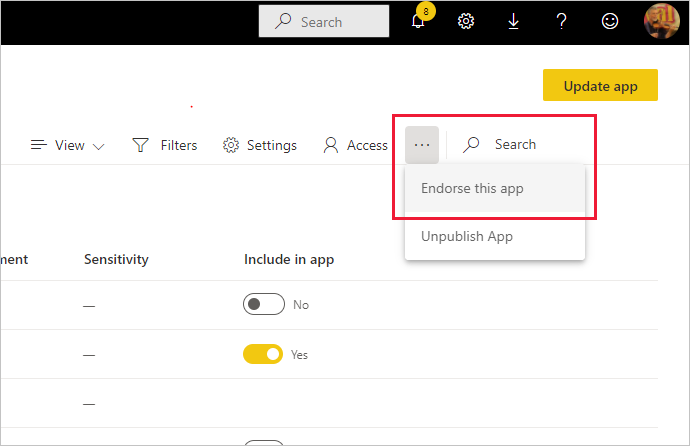 Search
8
Update app
View Filters Settings Access ... Search
Endorse this app
Unpublish App
Sensitivity Include in app
— No
— Yes
—